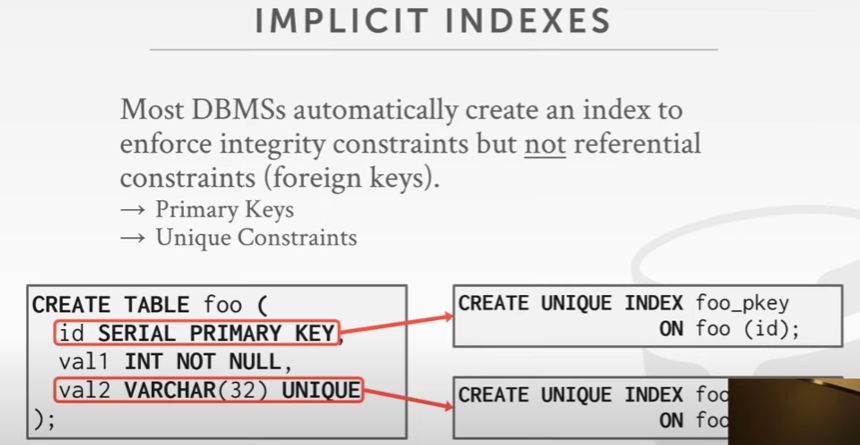 IMPLICIT INDEXES
Most DBMSs automatically create an index to
enforce integrity constraints but not referential
constraints (foreign keys).
→ Primary Keys
→ Unique Constraints
CREATE TABLE foo (
id SERIAL PRIMARY KEY,
val1 INT NOT NULL,
val2 VARCHAR(32) UNIQUE
);
CREATE UNIQUE INDEX foo_pkey
ON foo (id);
CREATE UNIQUE INDEX foo
ON foo